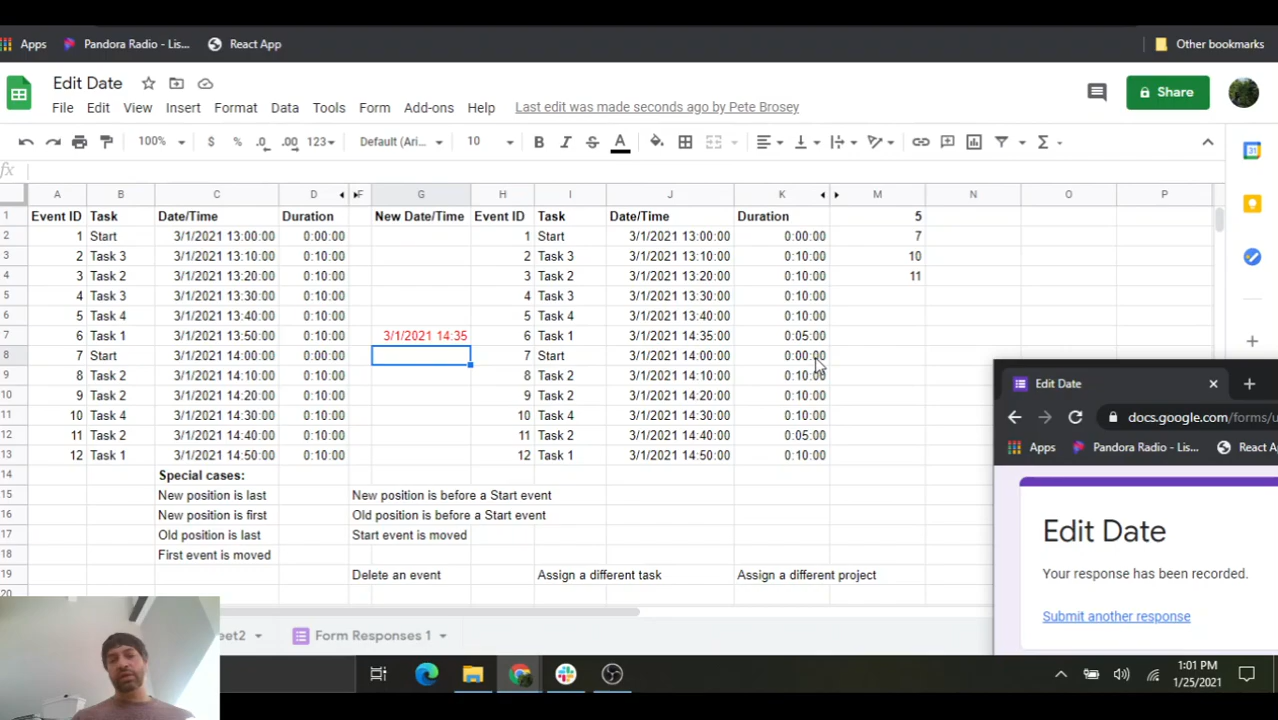 Apps Pandora Radio - Lis... React App Other bookmarks
Edit Date
File Edit View Insert Format Data Tools Form Add-ons Help Last edit was made seconds ago by Pete Brosey Share
100% $ % .0 .00 123 Default (Ari... 10 B I S A
fx
A B C D F G H I J K M N O P
1 Event ID Task Date/Time Duration New Date/Time Event ID Task Date/Time Duration 5
2 1 Start 3/1/2021 13:00:00 0:00:00 1 Start 3/1/2021 13:00:00 0:00:00 7
3 2 Task 3 3/1/2021 13:10:00 0:10:00 2 Task 3 3/1/2021 13:10:00 0:10:00 10
4 3 Task 2 3/1/2021 13:20:00 0:10:00 3 Task 2 3/1/2021 13:20:00 0:10:00 11
5 4 Task 3 3/1/2021 13:30:00 0:10:00 4 Task 3 3/1/2021 13:30:00 0:10:00
6 5 Task 4 3/1/2021 13:40:00 0:10:00 5 Task 4 3/1/2021 13:40:00 0:10:00
7 6 Task 1 3/1/2021 13:50:00 0:10:00 3/1/2021 14:35 6 Task 1 3/1/2021 14:35:00 0:05:00
8 7 Start 3/1/2021 14:00:00 0:00:00 7 Start 3/1/2021 14:00:00 0:00:00
9 8 Task 2 3/1/2021 14:10:00 0:10:00 8 Task 2 3/1/2021 14:10:00 0:10:00
10 9 Task 2 3/1/2021 14:20:00 0:10:00 9 Task 2 3/1/2021 14:20:00 0:10:00
11 10 Task 4 3/1/2021 14:30:00 0:10:00 10 Task 4 3/1/2021 14:30:00 0:10:00
12 11 Task 2 3/1/2021 14:40:00 0:10:00 11 Task 2 3/1/2021 14:40:00 0:05:00
13 12 Task 1 3/1/2021 14:50:00 0:10:00 12 Task 1 3/1/2021 14:50:00 0:10:00
14 Special cases:
15 New position is last New position is before a Start event
16 New position is first Old position is before a Start event
17 Old position is last Start event is moved
18 First event is moved
19 Delete an event Assign a different task Assign a different project
20
eet2 Form Responses 1
Edit Date
docs.google.com/forms/u
Apps Pandora Radio - Lis... React A
Edit Date
Your response has been recorded.
Submit another response
1:01 PM
1/25/2021